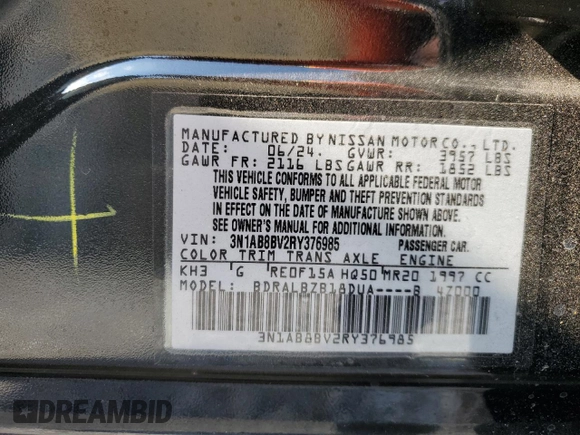 MANUFACTURED BY NISSAN MOTOR CO., LTD.
DATE: 06/24 GVWR: 3957 LBS
GAWR FR: 2116 LBS GAWR RR: 1852 LBS
THIS VEHICLE CONFORMS TO ALL APPLICABLE FEDERAL MOTOR
VEHICLE SAFETY, BUMPER AND THEFT PREVENTION STANDARDS
IN EFFECT ON THE DATE OF MANUFACTURE SHOWN ABOVE.
SEE OWNER'S MANUAL FOR ADDITIONAL INFORMATION.
VIN: 3N1AB8BV2RY376985 PASSENGER CAR.
COLOR TRIM TRANS AXLE ENGINE
KH3 G RE0F15A HQ50 MR20 1997 CC
MODEL: BDRALBZB18DUA----B 47000
3N1AB8BV2RY376985
DREAMBID